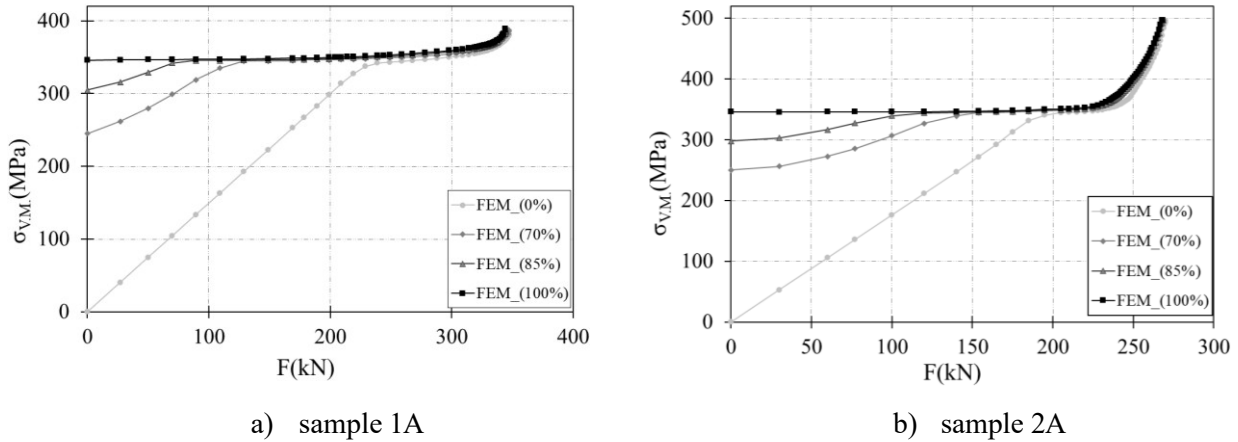 400
300
200
100
0
σV.M.(MPa)
FEM_(0%)
FEM_(70%)
FEM_(85%)
FEM_(100%)
0 100 200 300 400
F(kN)
a) sample 1A
500
400
300
200
100
0
σV.M.(MPa)
FEM_(0%)
FEM_(70%)
FEM_(85%)
FEM_(100%)
0 50 100 150 200 250 300
F(kN)
b) sample 2A